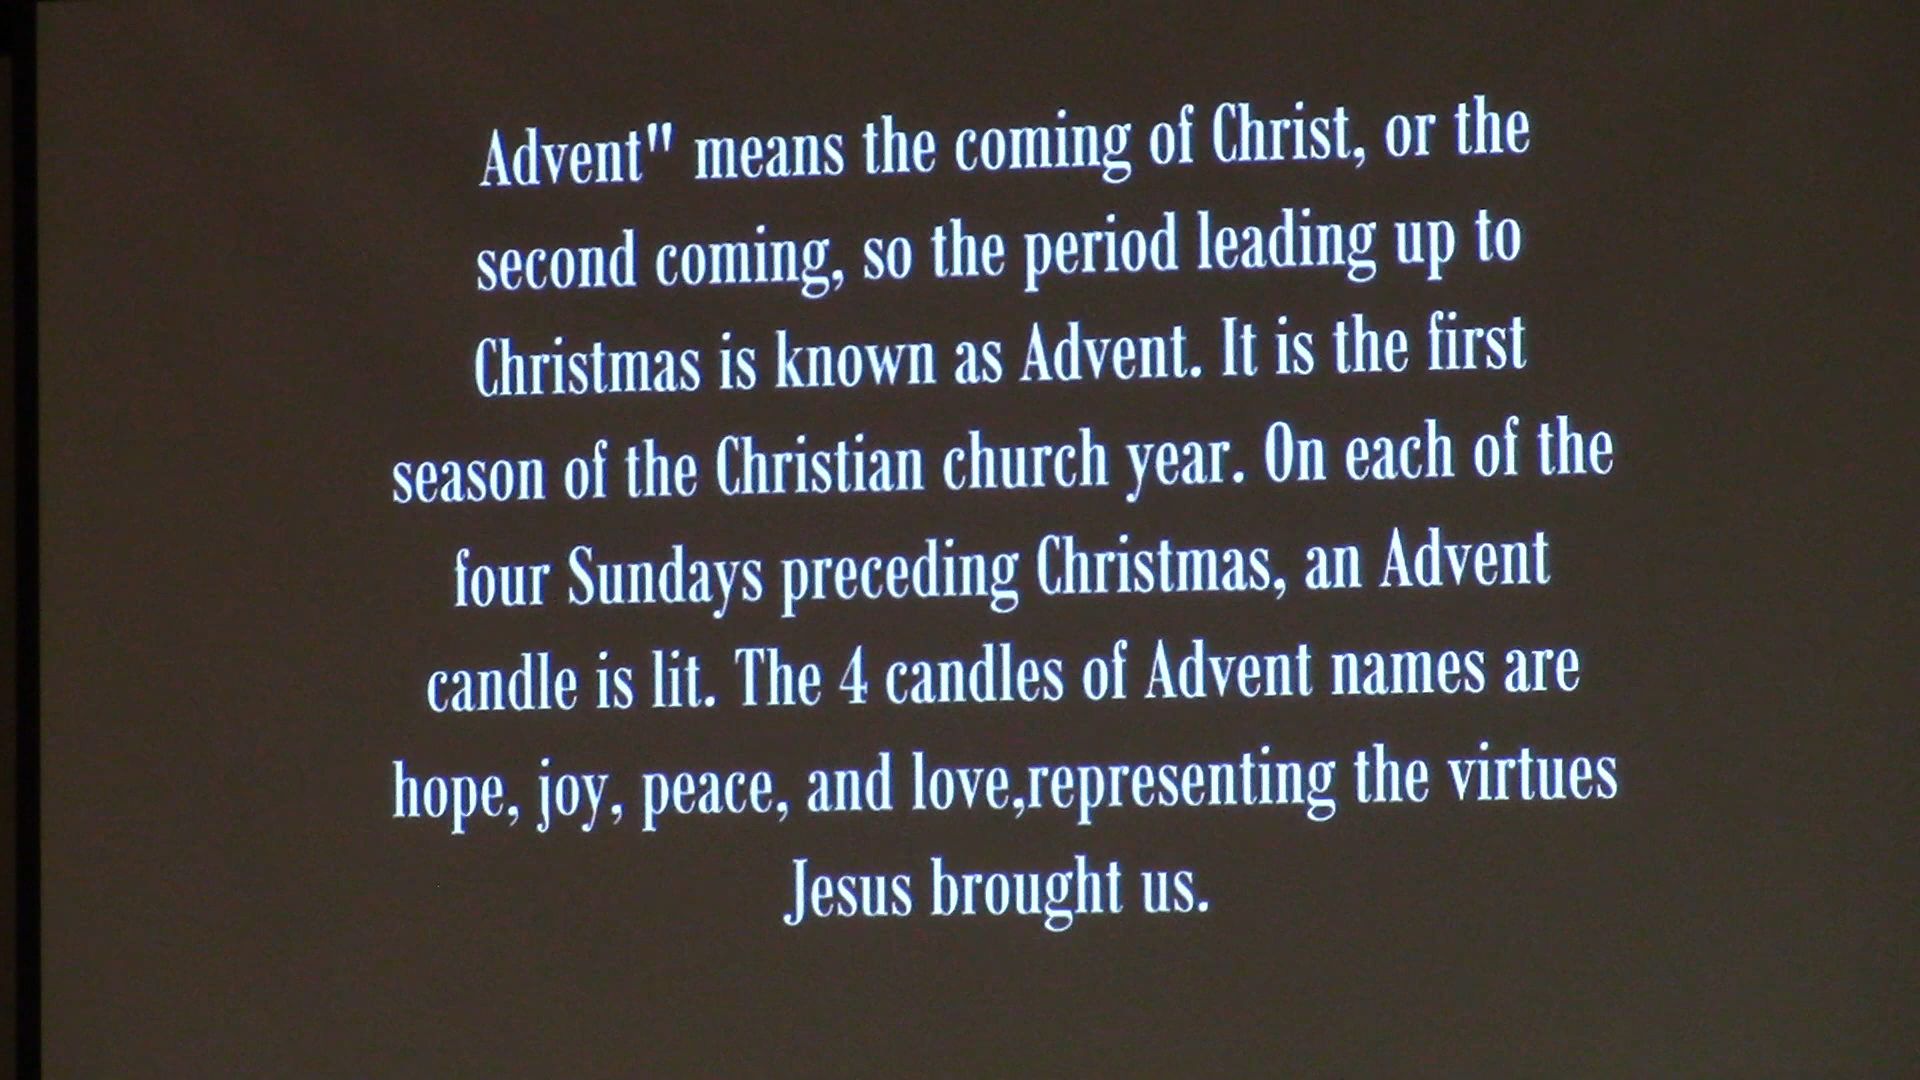 Advent" means the coming of Christ, or the
second coming, so the period leading up to
Christmas is known as Advent. It is the first
season of the Christian church year. On each of the
four Sundays preceding Christmas, an Advent
candle is lit. The 4 candles of Advent names are
hope, joy, peace, and love,representing the virtues
Jesus brought us.